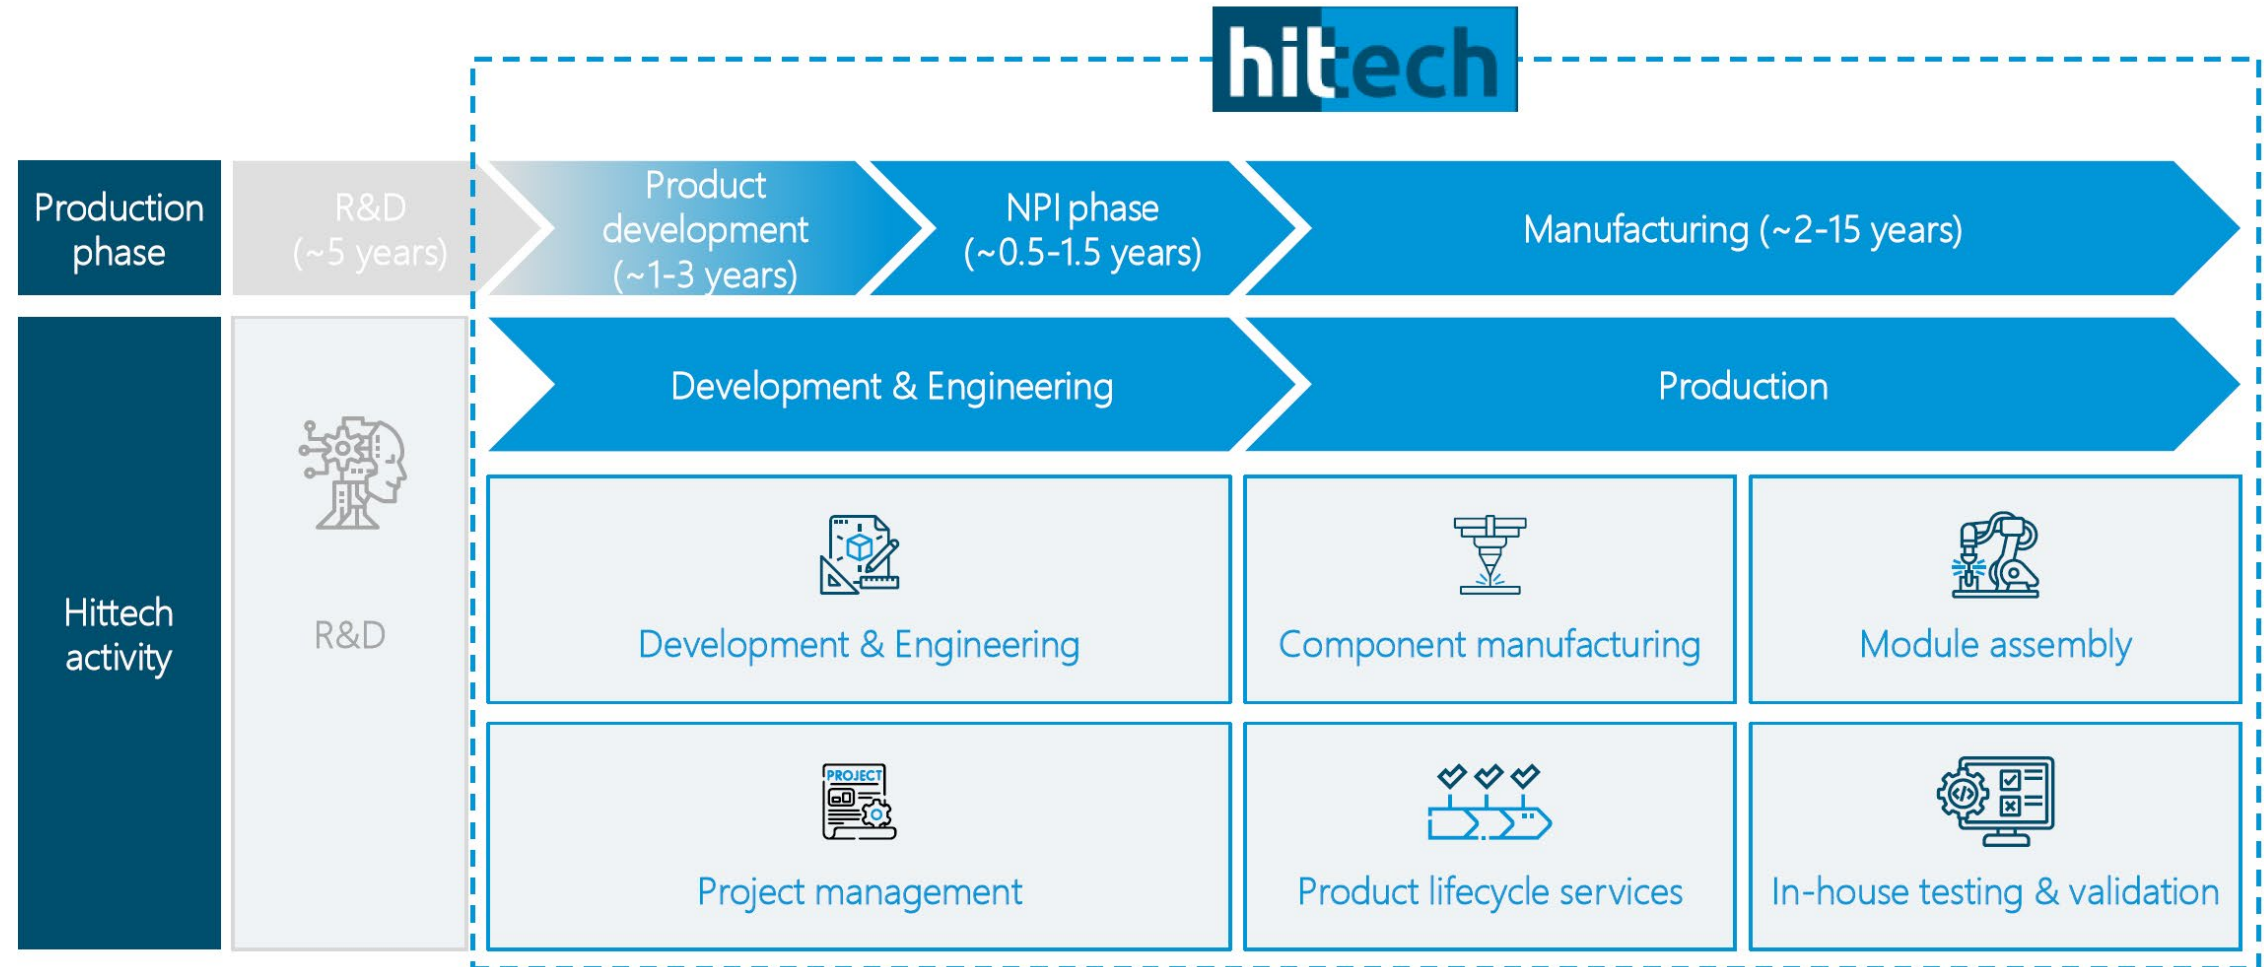 hittech
Production
phase
R&D
(~5 years)
Product
development
(~1-3 years)
NPI phase
(~0.5-1.5 years)
Manufacturing (~2-15 years)
Hittech
activity
R&D
Development & Engineering
Production
Development & Engineering
Component manufacturing
Module assembly
PROJECT
Project management
Product lifecycle services
In-house testing & validation